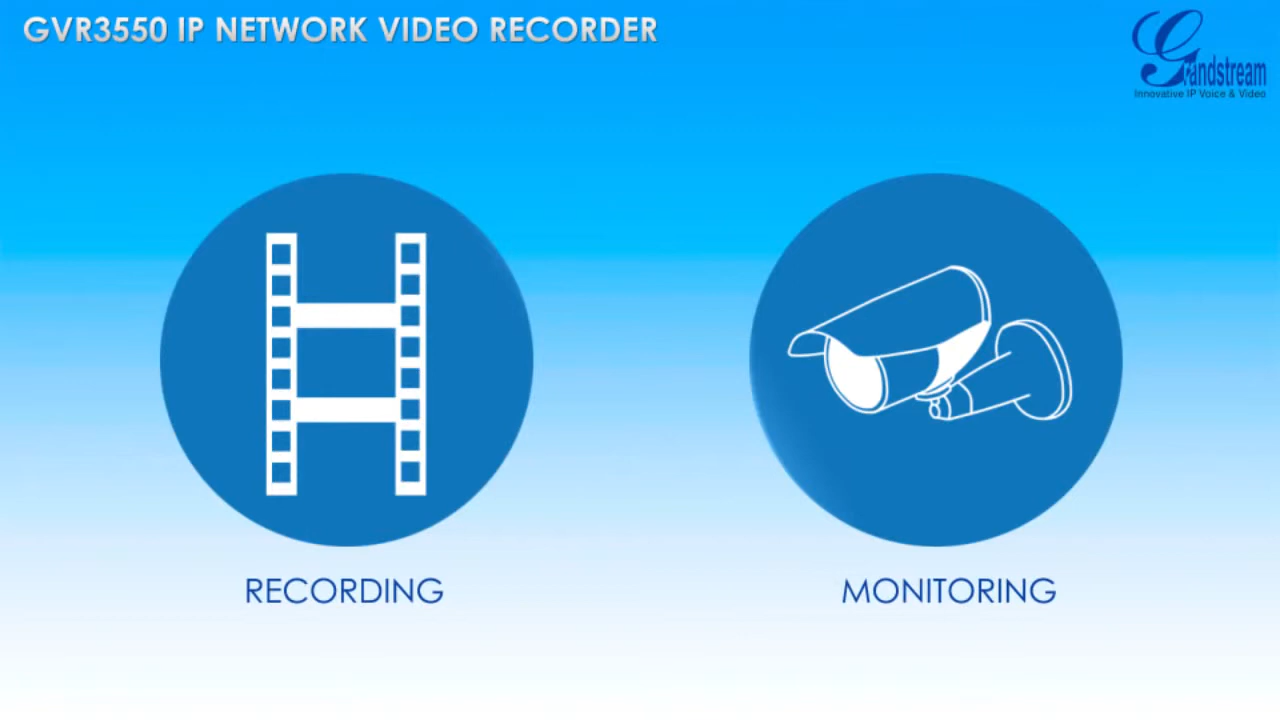 GVR3550 IP NETWORK VIDEO RECORDER
Grandstream
Innovative IP Voice & Video
RECORDING
MONITORING